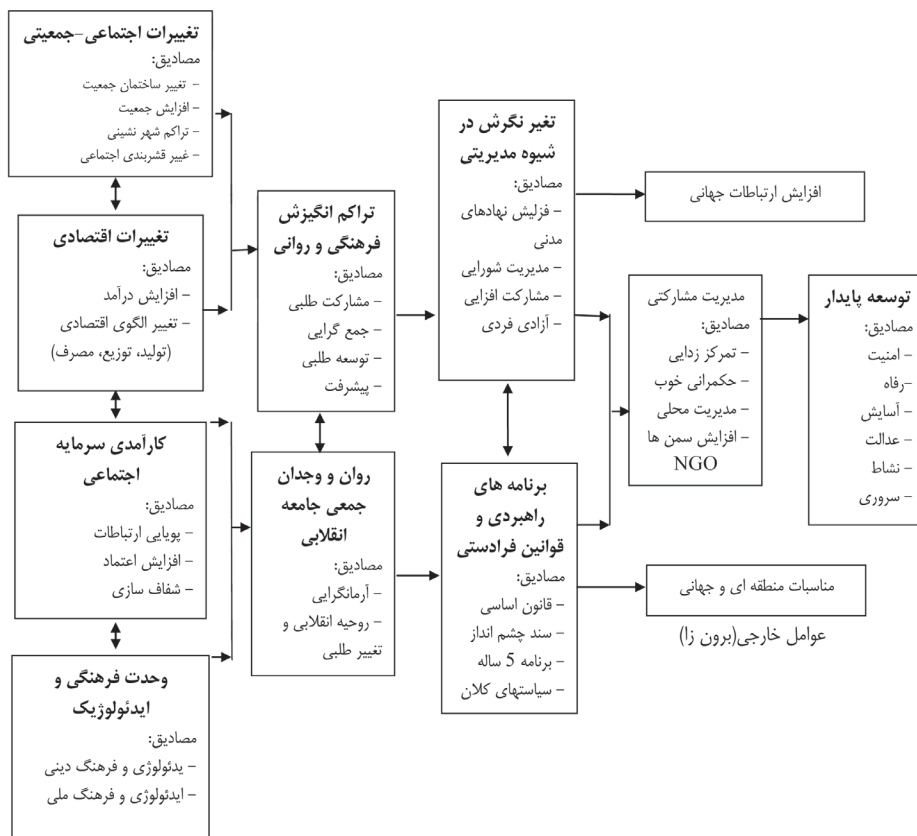 تغییرات اجتماعی-جمعیتی
مصادیق:
- تغییر ساختمان جمعیت
- افزایش جمعیت
- تراکم شهر نشینی
- غییر قشربندی اجتماعی
تغییرات اقتصادی
مصادیق:
- افزایش درآمد
- تغییر الگوی اقتصادی
(تولید، توزیع، مصرف)
کارآمدی سرمایه
اجتماعی
مصادیق:
- پویایی ارتباطات
- افزایش اعتماد
- شفاف سازی
وحدت فرهنگی و
ایدئولوژیک
مصادیق:
- یدئولوژی و فرهنگ دینی
- ایدئولوژی و فرهنگ ملی
تراکم انگیزش
فرهنگی و روانی
مصادیق:
- مشارکت طلبی
- جمع گرایی
- توسعه طلبی
- پیشرفت
روان و وجدان
جمعی جامعه
انقلابی
مصادیق:
- آرمانگرایی
- روحیه انقلابی و
تغییر طلبی
تغیر نگرش در
شیوه مدیریتی
مصادیق:
- فزلیش نهادهای
مدنی
- مدیریت شورایی
- مشارکت افزایی
- آزادی فردی
برنامه های
راهبردی و
قوانین فرادستی
مصادیق:
- قانون اساسی
- سند چشم انداز
- برنامه 5 ساله
- سیاستهای کلان
افزایش ارتباطات جهانی
مدیریت مشارکتی
مصادیق:
- تمرکز زدایی
- حکمرانی خوب
- مدیریت محلی
- افزایش سمن ها
NGO
مناسبات منطقه ای و جهانی
عوامل خارجی(برون زا)
توسعه پایدار
مصادیق:
- امنیت
-رفاه
- آسایش
- عدالت
- نشاط
- سروری